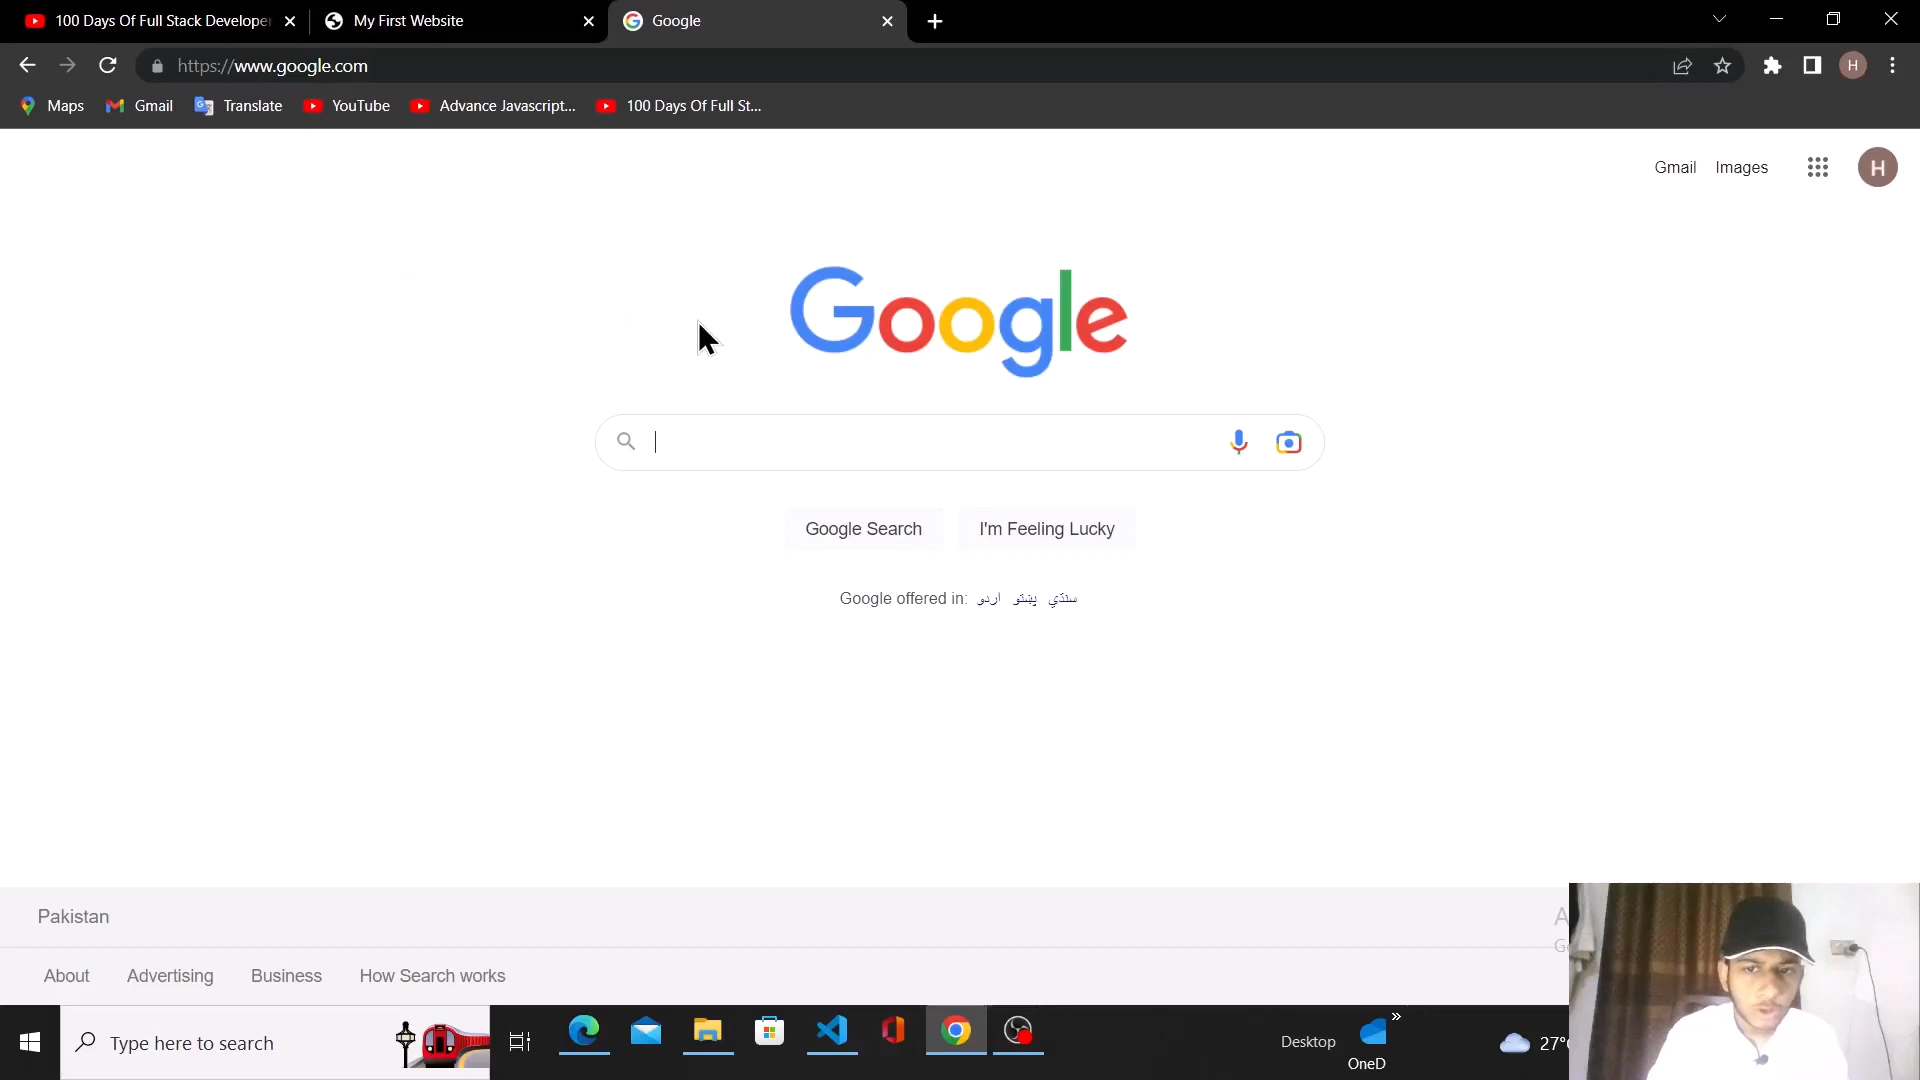 100 Days Of Full Stack Developer
My First Website
Google
https://www.google.com
H
Maps
Gmail
Translate
YouTube
Advance Javascript...
100 Days Of Full St...
Gmail
Images
H
Google
Google Search
I'm Feeling Lucky
Google offered in: اردو پښتو سنڌي
Pakistan
About
Advertising
Business
How Search works
Type here to search
Desktop
OneD
27°